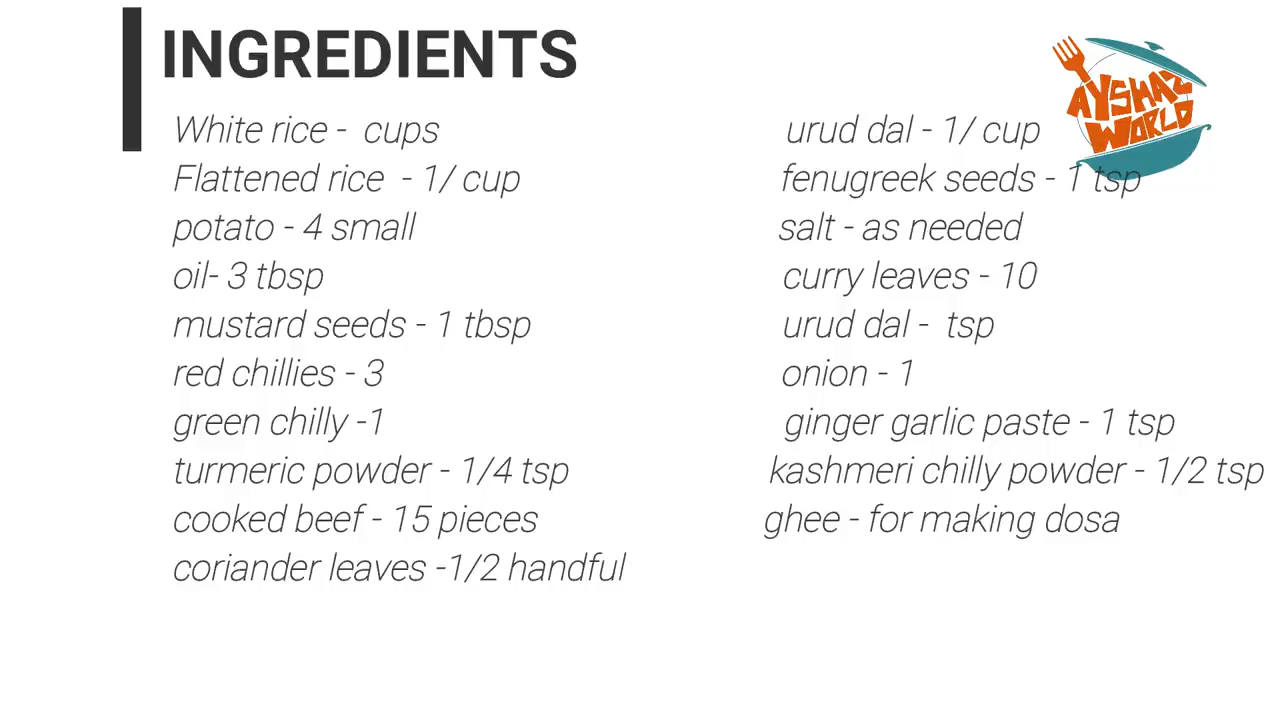 INGREDIENTS
AYSHAZ
WORLD
White rice - cups
Flattened rice - 1/ cup
potato - 4 small
oil- 3 tbsp
mustard seeds - 1 tbsp
red chillies - 3
green chilly -1
turmeric powder - 1/4 tsp
cooked beef - 15 pieces
coriander leaves -1/2 handful
urud dal - 1/ cup
fenugreek seeds - 1 tsp
salt - as needed
curry leaves - 10
urud dal - tsp
onion - 1
ginger garlic paste - 1 tsp
kashmeri chilly powder - 1/2 tsp
ghee - for making dosa